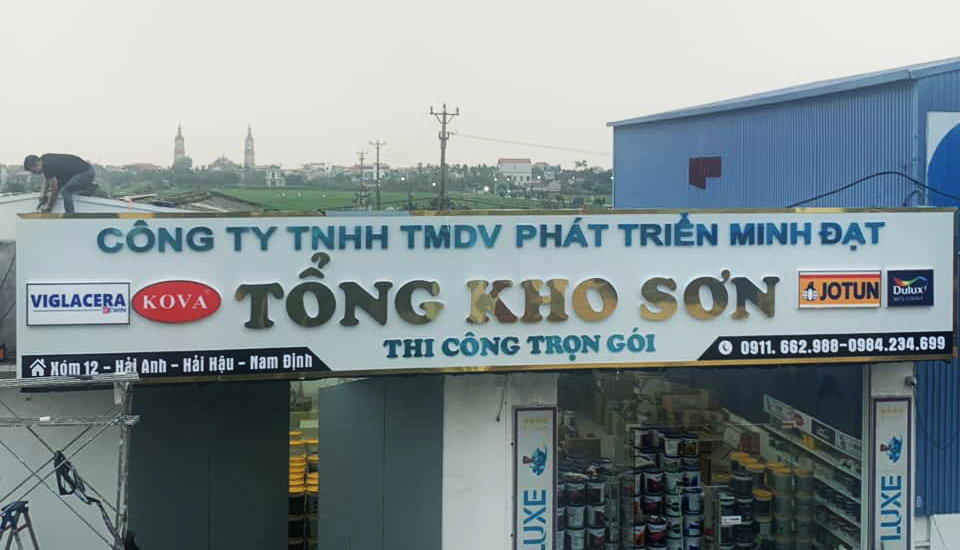 CÔNG TY TNHH TMDV PHÁT TRIỂN MINH ĐẠT
VIGLACERA
KOVA
TỔNG KHO SƠN
JOTUN
Dulux
THI CÔNG TRỌN GÓI
Xóm 12 - Hải Anh - Hải Hậu - Nam Định
0911. 662.988-0984.234.699
LUXE
LUXE